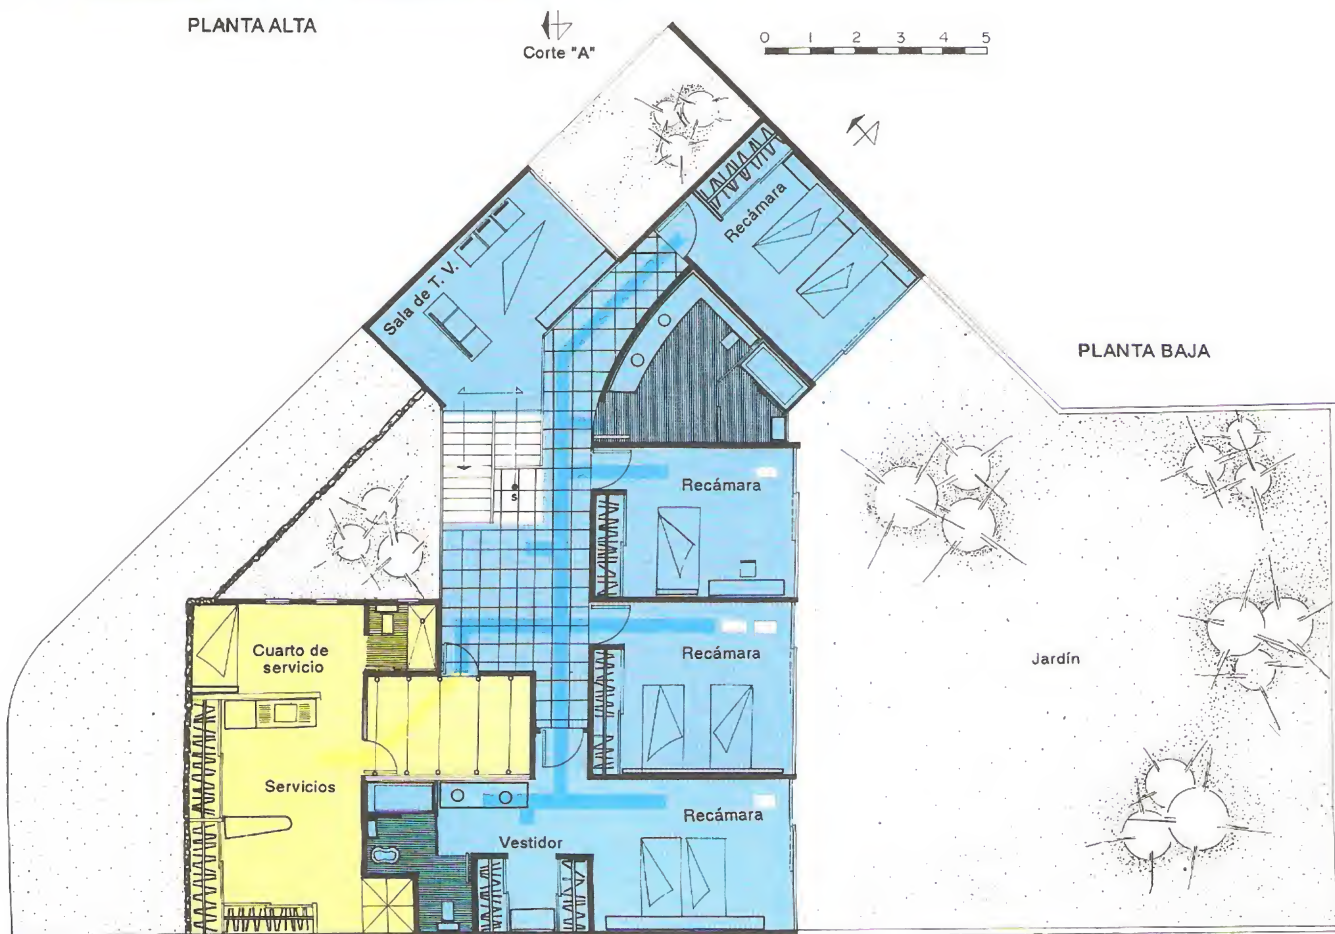 PLANTA ALTA
Corte "A"
0 1 2 3 4 5
Recámara
Sala de T. V.
PLANTA BAJA
s
Recámara
Cuarto de
servicio
Recámara
Jardín
Servicios
Recámara
Vestidor